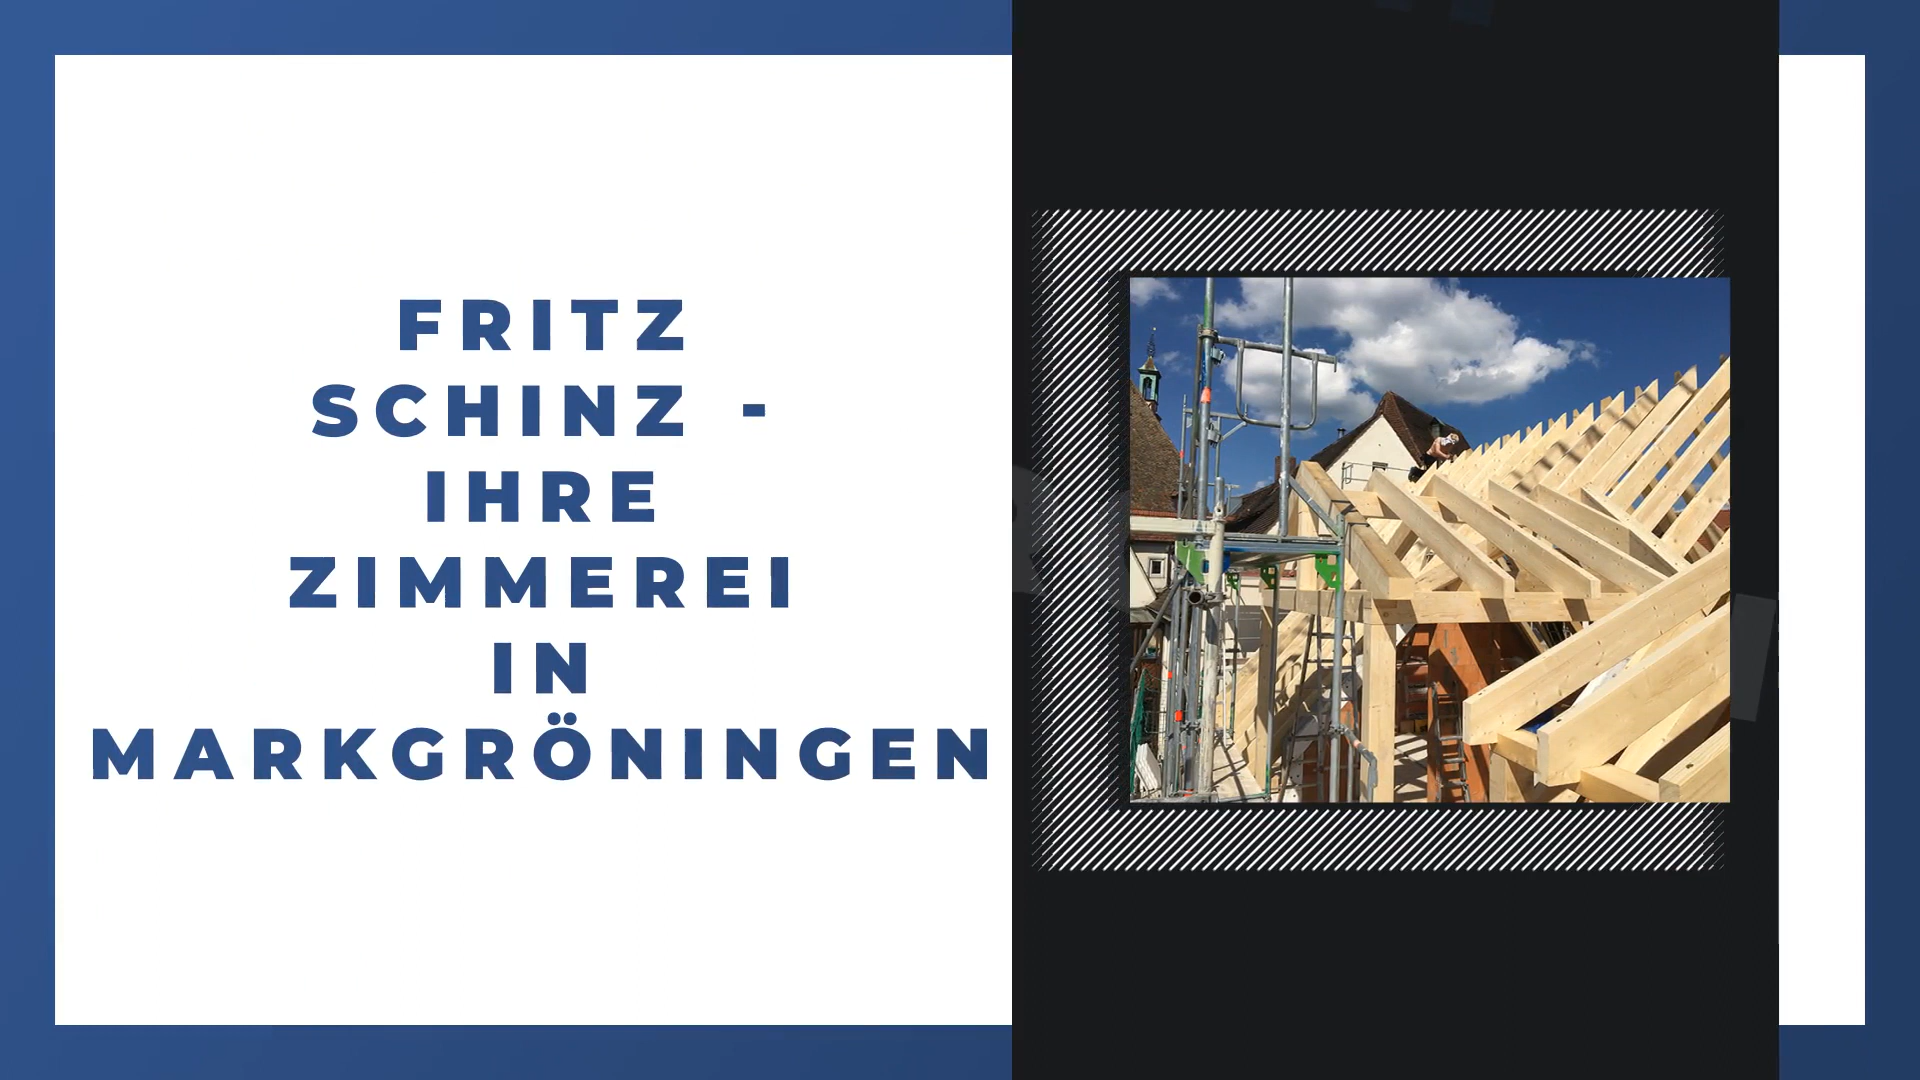 FRITZ
SCHINZ -
IHRE
ZIMMEREI
IN
MARKGRÖNINGEN